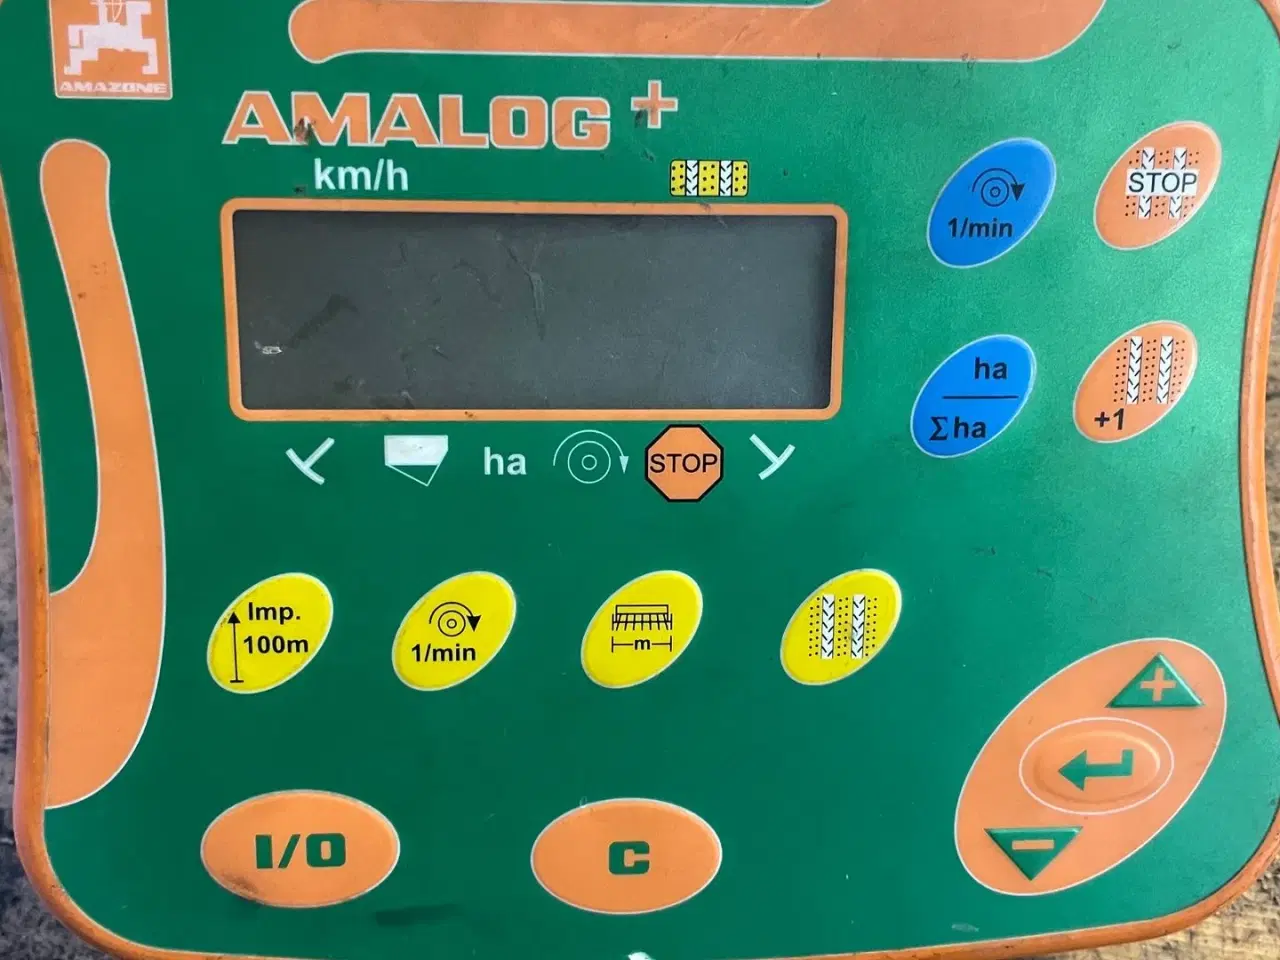 AMAZONE
AMALOG+
km/h
1/min
STOP
ha
Σha
+1
ha
STOP
Imp.
100m
1/min
m
I/O
C
+
-